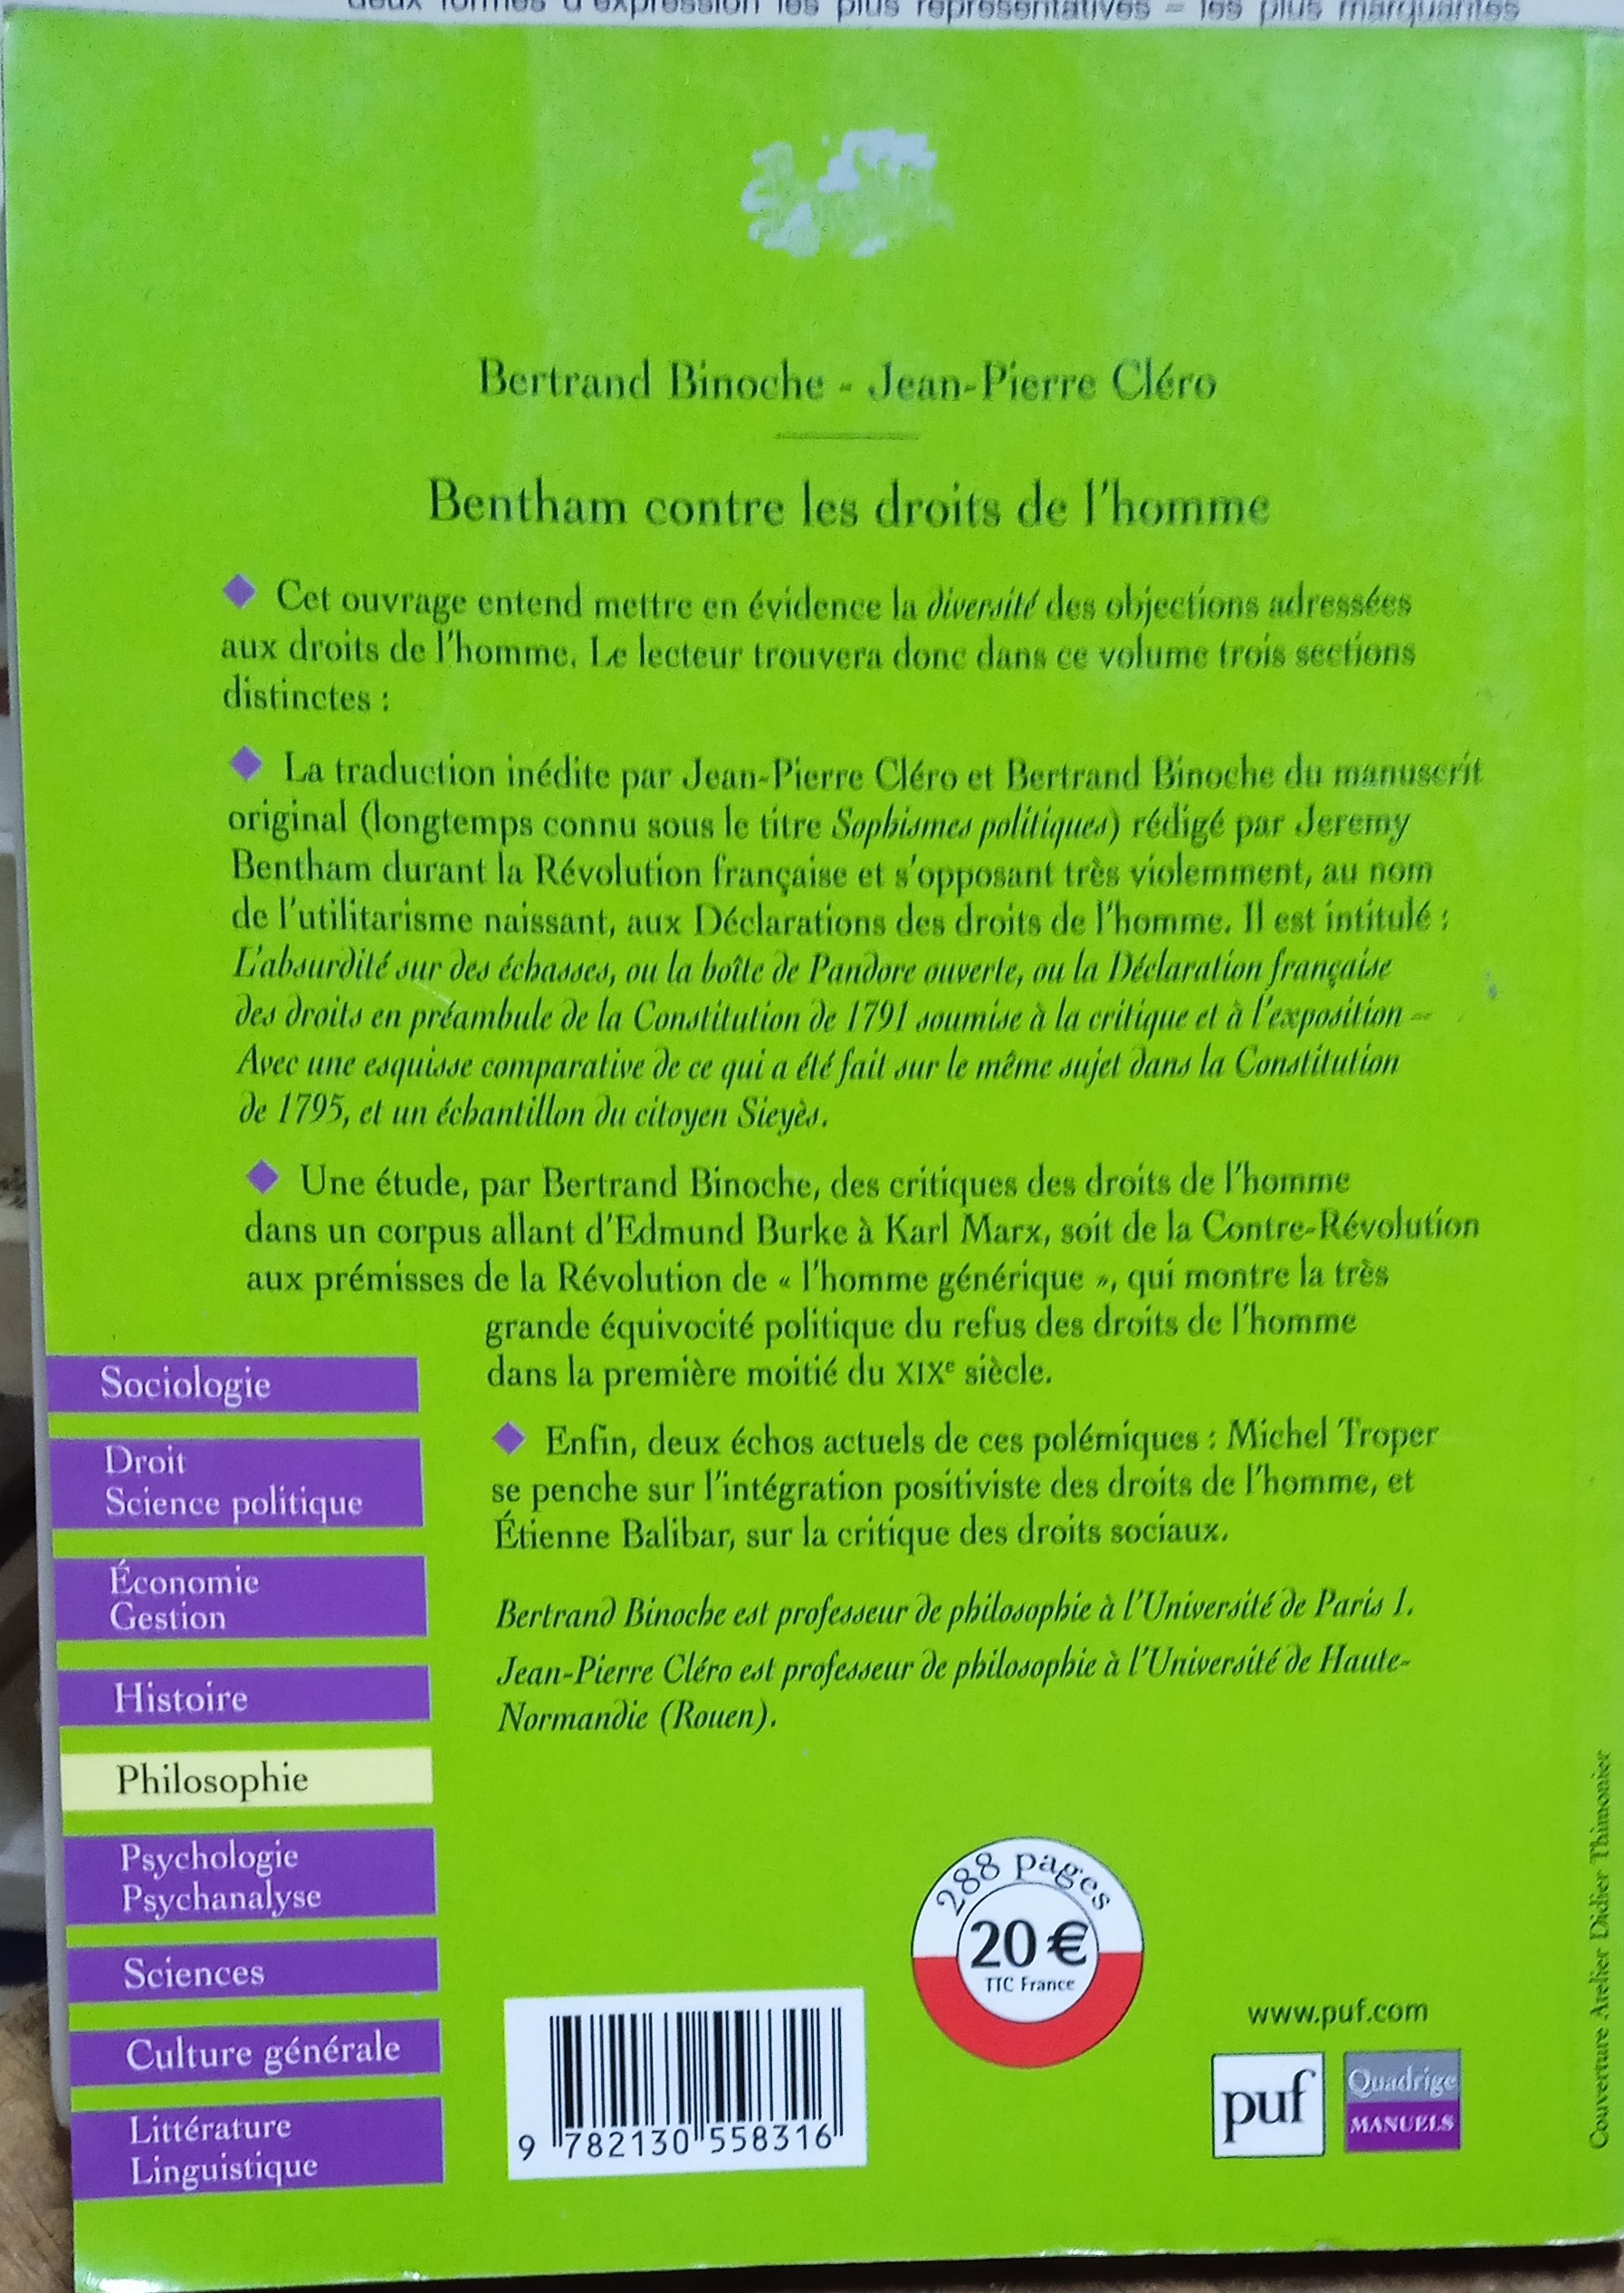 deux formes d'expression les plus représentatives – les plus marquantes
Bertrand Binoche - Jean-Pierre Cléro
Bentham contre les droits de l'homme
◆ Cet ouvrage entend mettre en évidence la diversité des objections adressées
aux droits de l'homme. Le lecteur trouvera donc dans ce volume trois sections
distinctes :
◆ La traduction inédite par Jean-Pierre Cléro et Bertrand Binoche du manuscrit
original (longtemps connu sous le titre Sophismes politiques) rédigé par Jeremy
Bentham durant la Révolution française et s'opposant très violemment, au nom
de l'utilitarisme naissant, aux Déclarations des droits de l'homme. Il est intitulé :
L'absurdité sur des échasses, ou la boîte de Pandore ouverte, ou la Déclaration française
des droits en préambule de la Constitution de 1791 soumise à la critique et à l'exposition –
Avec une esquisse comparative de ce qui a été fait sur le même sujet dans la Constitution
de 1795, et un échantillon du citoyen Sieyès.
◆ Une étude, par Bertrand Binoche, des critiques des droits de l'homme
dans un corpus allant d'Edmund Burke à Karl Marx, soit de la Contre-Révolution
aux prémisses de la Révolution de « l'homme générique », qui montre la très
grande équivocité politique du refus des droits de l'homme
dans la première moitié du XIXe siècle.
◆ Enfin, deux échos actuels de ces polémiques : Michel Troper
se penche sur l'intégration positiviste des droits de l'homme, et
Étienne Balibar, sur la critique des droits sociaux.
Bertrand Binoche est professeur de philosophie à l'Université de Paris I.
Jean-Pierre Cléro est professeur de philosophie à l'Université de Haute-
Normandie (Rouen).
Sociologie
Droit
Science politique
Économie
Gestion
Histoire
Philosophie
Psychologie
Psychanalyse
Sciences
Culture générale
Littérature
Linguistique
288 pages
20 €
TTC France
9 782130 558316
www.puf.com
puf
Quadrige
MANUELS
Couverture Atelier Didier Thimonier